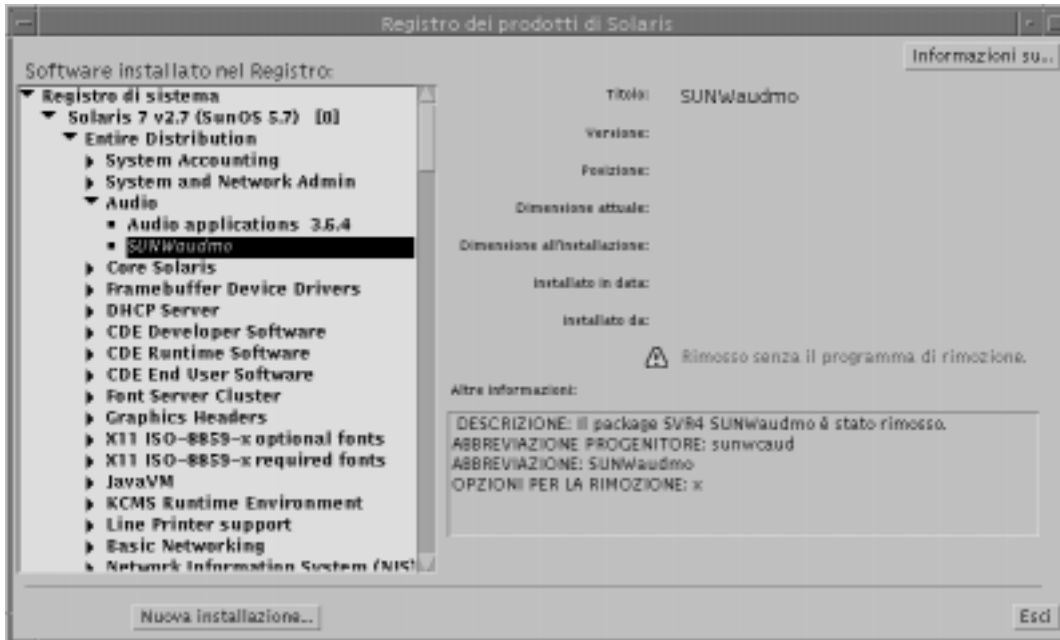 Registro dei prodotti di Solaris
Informazioni su...
Software installato nel Registro:
Registro di sistema
Solaris 7 v2.7 (SunOS 5.7) [0]
Entire Distribution
System Accounting
System and Network Admin
Audio
Audio applications 3.6.4
SUNWaudmo
Core Solaris
Framebuffer Device Drivers
DHCP Server
CDE Developer Software
CDE Runtime Software
CDE End User Software
Font Server Cluster
Graphics Headers
X11 ISO-8859-x optional fonts
X11 ISO-8859-x required fonts
JavaVM
KCMS Runtime Environment
Line Printer support
Basic Networking
Network Information System (NIS)
Titolo: SUNWaudmo
Versione:
Posizione:
Dimensione attuale:
Dimensione all'installazione:
Installato in data:
Installato da:
Rimosso senza il programma di rimozione.
Altre informazioni:
DESCRIZIONE: Il package SVR4 SUNWaudmo è stato rimosso.
ABBREVIAZIONE PROGENITORE: sunwcaud
ABBREVIAZIONE: SUNWaudmo
OPZIONI PER LA RIMOZIONE: x
Nuova installazione...
Esci